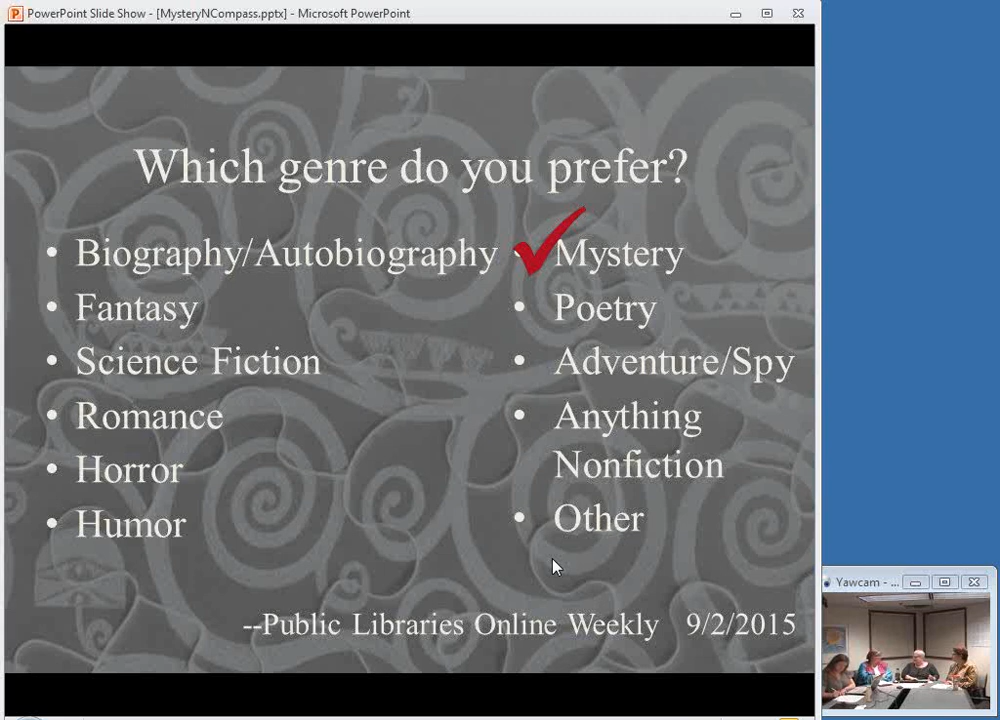 PowerPoint Slide Show - [MysteryNCompass.pptx] - Microsoft PowerPoint
Which genre do you prefer?
• Biography/Autobiography
• Fantasy
• Science Fiction
• Romance
• Horror
• Humor
• Mystery
• Poetry
• Adventure/Spy
• Anything
Nonfiction
• Other
--Public Libraries Online Weekly 9/2/2015
Yawcam - ...